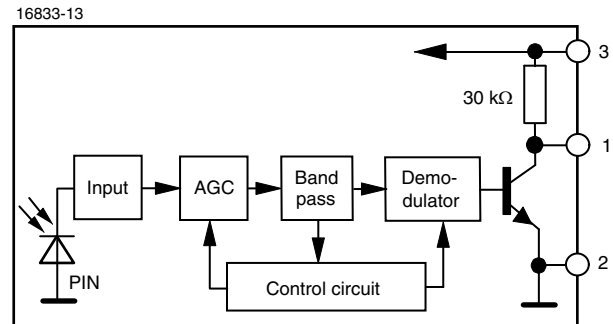 16833-13
3
30 kΩ
1
Input
AGC
Band
pass
Demo-
dulator
2
PIN
Control circuit